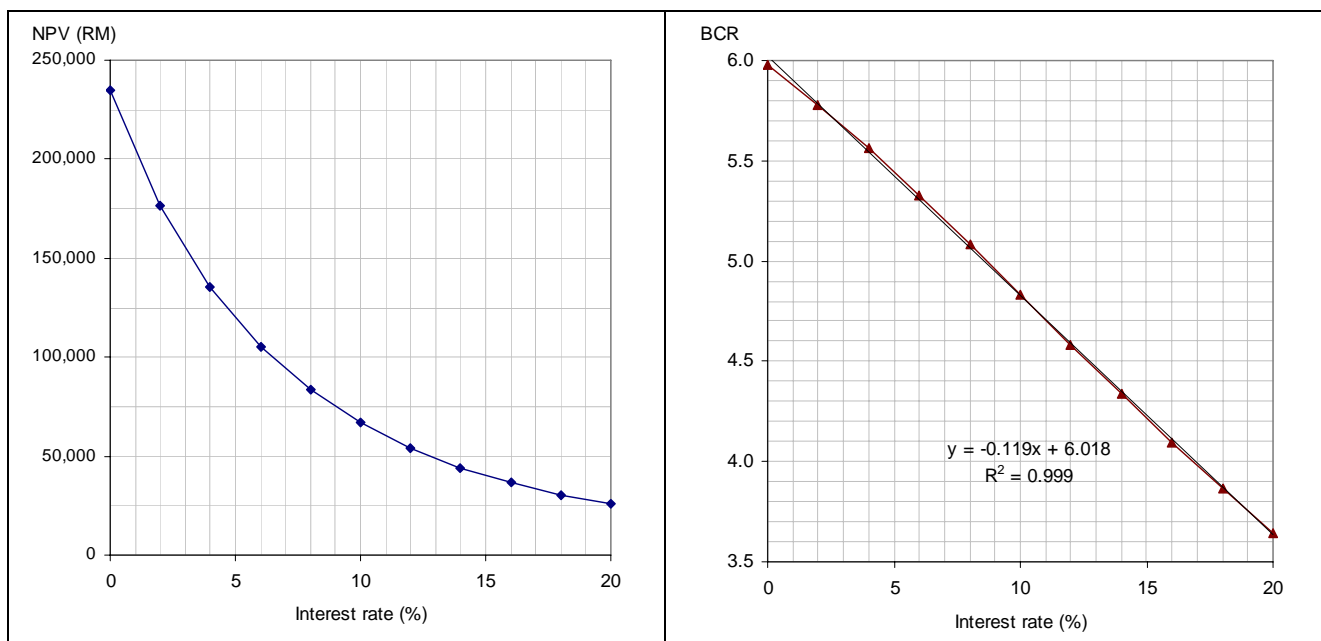 NPV (RM)
250,000
200,000
150,000
100,000
50,000
0
0 5 10 15 20
Interest rate (%)
BCR
6.0
5.5
5.0
4.5
4.0
3.5
y = -0.119x + 6.018
R² = 0.999
0 5 10 15 20
Interest rate (%)